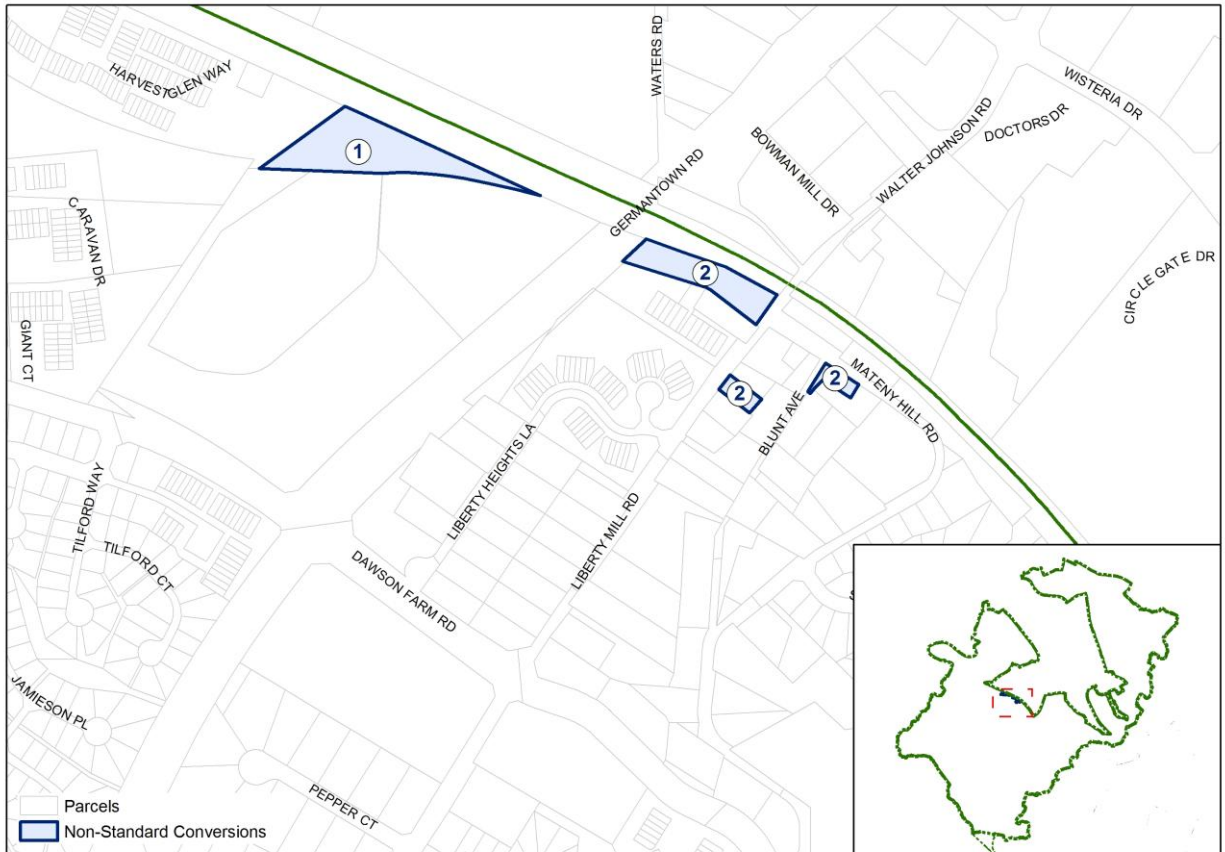 WATERS RD
WISTERIA DR
HARVEST GLEN WAY
WALTER JOHNSON RD
DOCTORS DR
BOWMAN MILL DR
1
GERMANTOWN RD
CARAVAN DR
CIRCLE GATE DR
2
GIANT CT
2
2
MATENY HILL RD
BLUNT AVE
LIBERTY HEIGHTS LA
TILFORD WAY
LIBERTY MILL RD
TILFORD CT
DAWSON FARM RD
JAMIESON PL
PEPPER CT
Parcels
Non-Standard Conversions